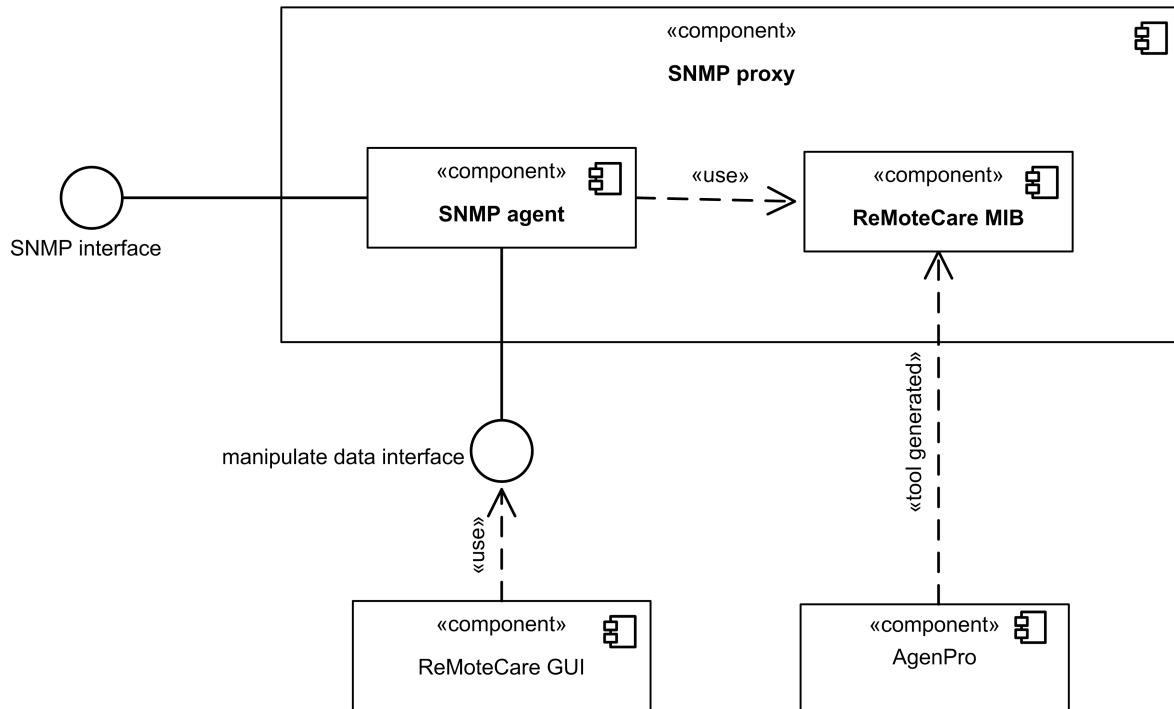 «component»
SNMP proxy
«component»
SNMP agent
«use»
«component»
ReMoteCare MIB
SNMP interface
manipulate data interface
«use»
«tool generated»
«component»
ReMoteCare GUI
«component»
AgenPro